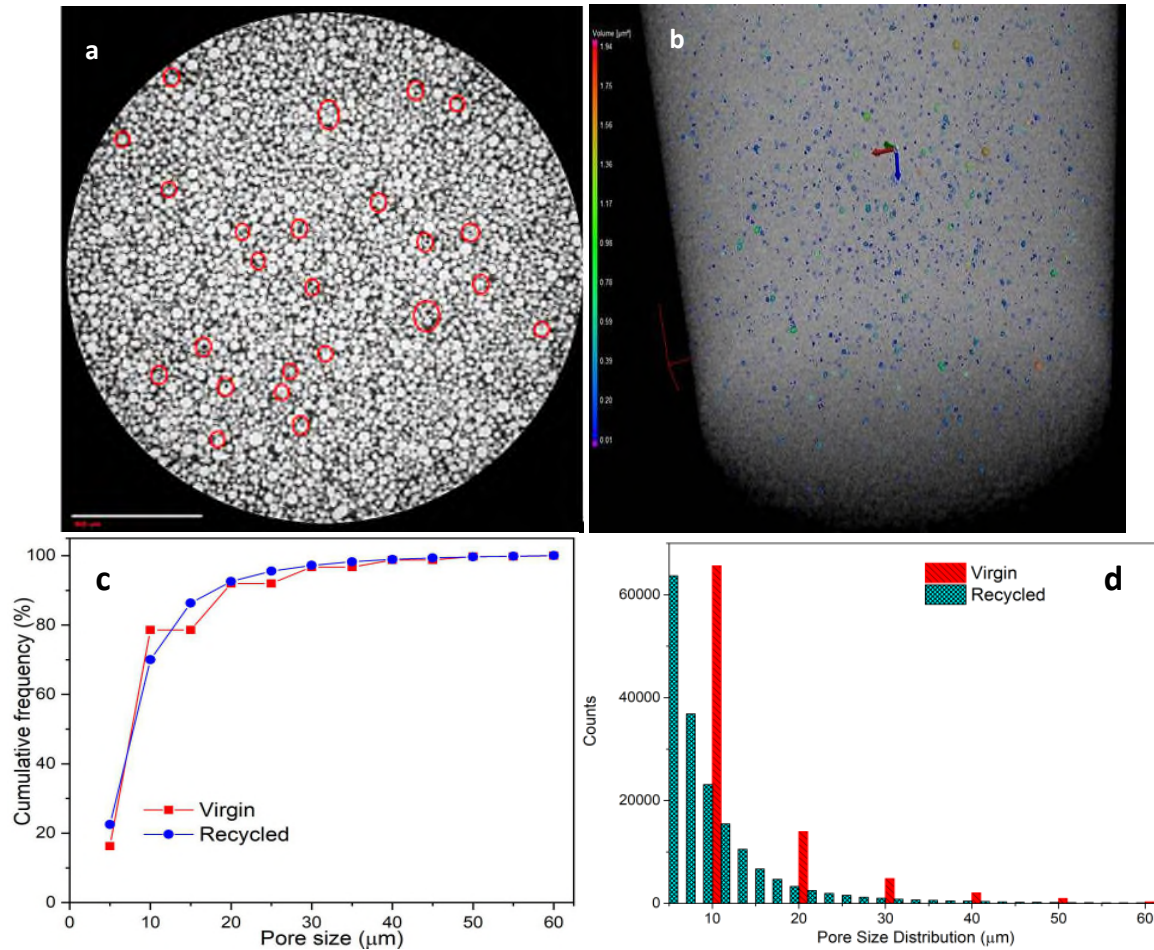 a
b
Volume [µm³]
1.94
1.75
1.56
1.36
1.17
0.98
0.78
0.59
0.39
0.20
0.01
c
100
80
60
40
20
0
Cumulative frequency (%)
Virgin
Recycled
0
10
20
30
40
50
60
Pore size (μm)
d
Virgin
Recycled
60000
40000
20000
0
Counts
10
20
30
40
50
60
Pore Size Distribution (μm)